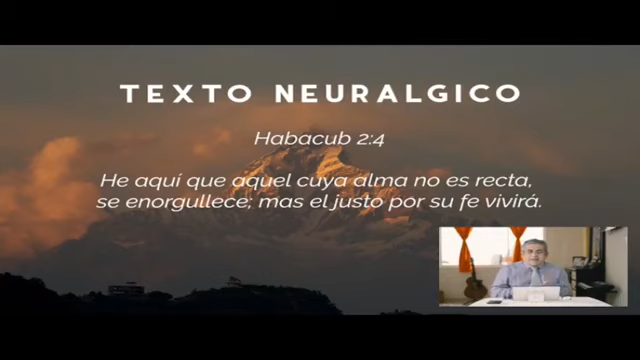 TEXTO NEURALGICO
Habacub 2:4
He aquí que aquel cuya alma no es recta,
se enorgullece; mas el justo por su fe vivirá.